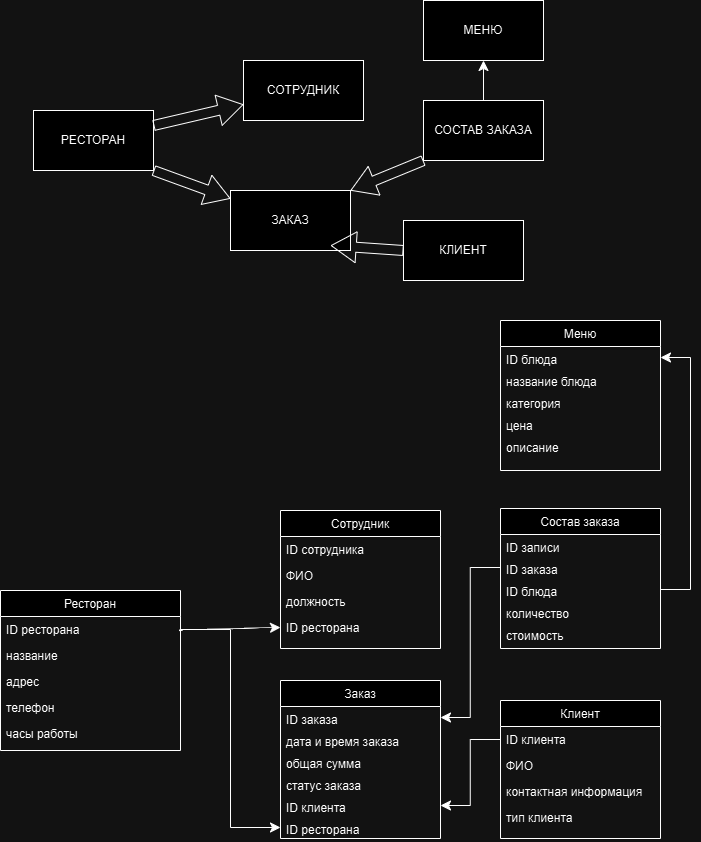 МЕНЮ
СОТРУДНИК
СОСТАВ ЗАКАЗА
РЕСТОРАН
ЗАКАЗ
КЛИЕНТ
Меню
ID блюда
название блюда
категория
цена
описание
Сотрудник
ID сотрудника
ФИО
должность
ID ресторана
Состав заказа
ID записи
ID заказа
ID блюда
количество
стоимость
Ресторан
ID ресторана
название
адрес
телефон
часы работы
Заказ
ID заказа
дата и время заказа
общая сумма
статус заказа
ID клиента
ID ресторана
Клиент
ID клиента
ФИО
контактная информация
тип клиента